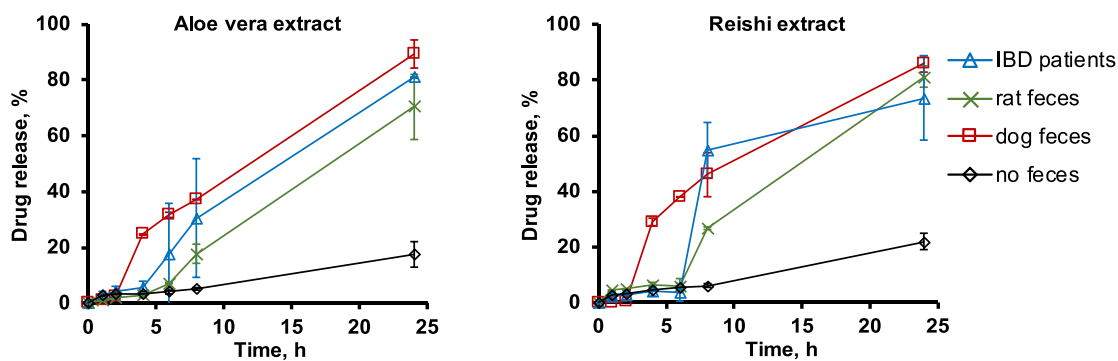 Aloe vera extract
Drug release, %
100
80
60
40
20
0
0
5
10
15
20
25
Time, h
Reishi extract
Drug release, %
100
80
60
40
20
0
0
5
10
15
20
25
Time, h
IBD patients
rat feces
dog feces
no feces